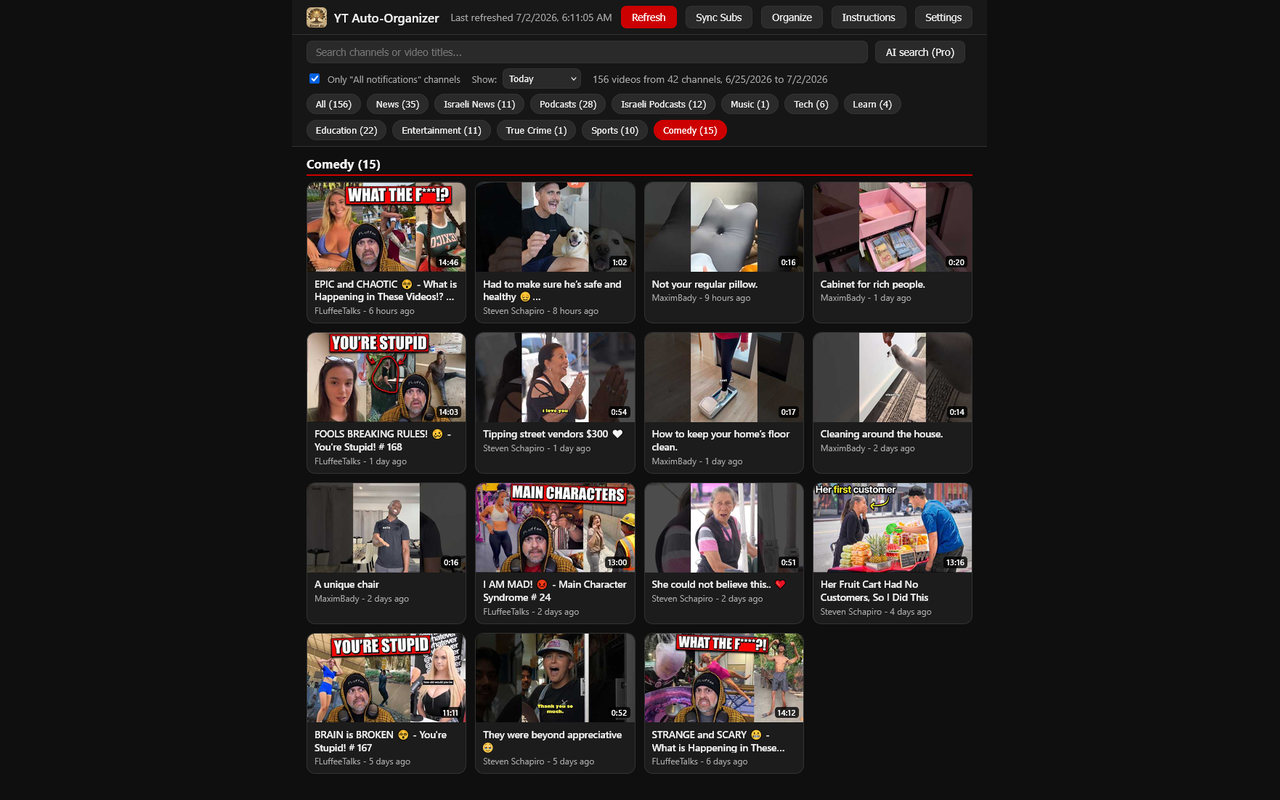 YT Auto-Organizer
Last refreshed 7/2/2026, 6:11:05 AM
Refresh
Sync Subs
Organize
Instructions
Settings
Search channels or video titles...
AI search (Pro)
Only "All notifications" channels
Show:
Today
156 videos from 42 channels, 6/25/2026 to 7/2/2026
All (156)
News (35)
Israeli News (11)
Podcasts (28)
Israeli Podcasts (12)
Music (1)
Tech (6)
Learn (4)
Education (22)
Entertainment (11)
True Crime (1)
Sports (10)
Comedy (15)
Comedy (15)
WHAT THE F***!?
MEXICO
14:46
EPIC and CHAOTIC 😵 - What is
Happening in These Videos!? ...
FLuffeeTalks - 6 hours ago
1:02
Had to make sure he's safe and
healthy 😑 ...
Steven Schapiro - 8 hours ago
0:16
Not your regular pillow.
MaximBady - 9 hours ago
0:20
Cabinet for rich people.
MaximBady - 1 day ago
YOU'RE STUPID
14:03
FOOLS BREAKING RULES! 🤣 -
You're Stupid! # 168
FLuffeeTalks - 1 day ago
i love you
0:54
Tipping street vendors $300 ♥
Steven Schapiro - 1 day ago
0:17
How to keep your home's floor
clean.
MaximBady - 1 day ago
0:14
Cleaning around the house.
MaximBady - 2 days ago
0:16
A unique chair
MaximBady - 2 days ago
MAIN CHARACTERS
FLuffee
13:00
I AM MAD! 😡 - Main Character
Syndrome # 24
FLuffeeTalks - 2 days ago
0:51
She could not believe this.. ❤️
Steven Schapiro - 2 days ago
Her first customer
13:16
Her Fruit Cart Had No
Customers, So I Did This
Steven Schapiro - 4 days ago
YOU'RE STUPID
whatever
11:11
BRAIN is BROKEN 😵 - You're
Stupid! # 167
FLuffeeTalks - 5 days ago
Thank you so
much.
0:52
They were beyond appreciative
🥹
Steven Schapiro - 5 days ago
WHAT THE F****?!
14:12
STRANGE and SCARY 😬 -
What is Happening in These...
FLuffeeTalks - 6 days ago